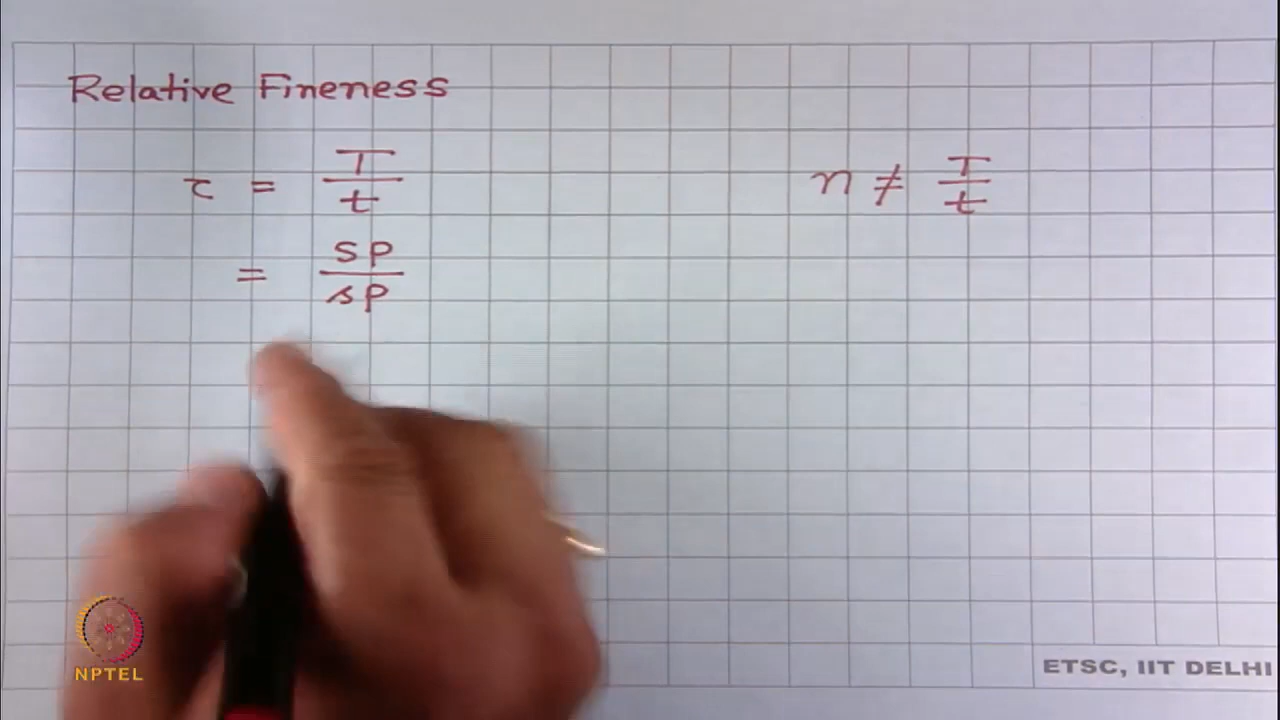 Relative Fineness
τ = T/t
= SP/sp
n ≠ T/t
NPTEL
ETSC, IIT DELHI